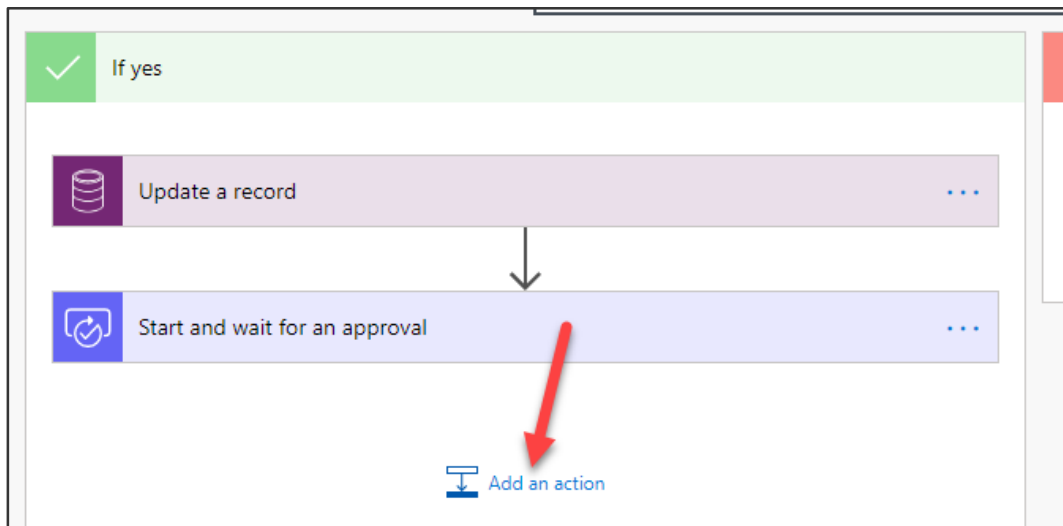 If yes
Update a record
Start and wait for an approval
Add an action